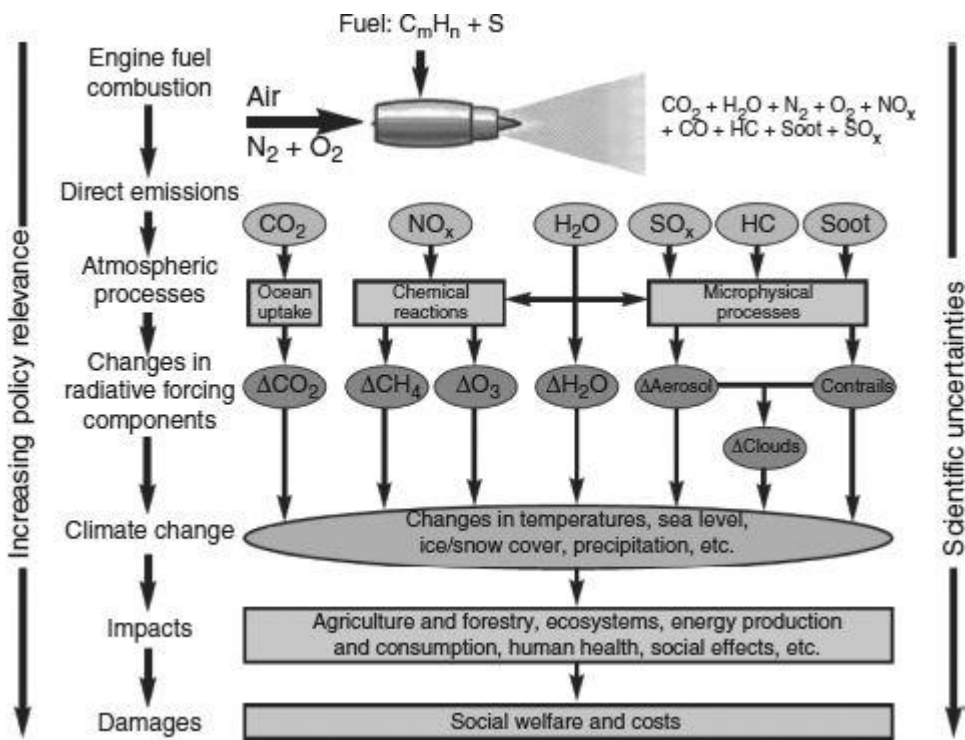 Fuel: CₘHₙ + S
Engine fuel
combustion
Air
N₂ + O₂
CO₂ + H₂O + N₂ + O₂ + NOₓ
+ CO + HC + Soot + SOₓ
Direct emissions
CO₂ NOₓ H₂O SOₓ HC Soot
Atmospheric
processes
Ocean
uptake
Chemical
reactions
Microphysical
processes
Changes in
radiative forcing
components
ΔCO₂ ΔCH₄ ΔO₃ ΔH₂O ΔAerosol Contrails
ΔClouds
Climate change
Changes in temperatures, sea level,
ice/snow cover, precipitation, etc.
Impacts
Agriculture and forestry, ecosystems, energy production
and consumption, human health, social effects, etc.
Damages
Social welfare and costs
Increasing policy relevance
Scientific uncertainties